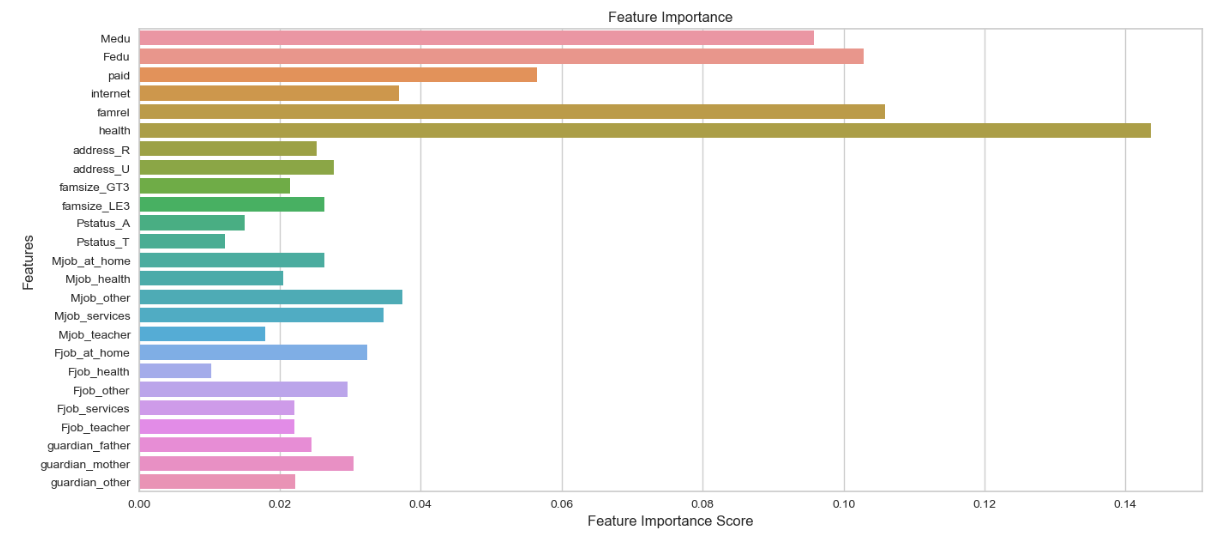 Feature Importance
Medu
Fedu
paid
internet
famrel
health
address_R
address_U
famsize_GT3
famsize_LE3
Pstatus_A
Pstatus_T
Mjob_at_home
Mjob_health
Mjob_other
Mjob_services
Mjob_teacher
Fjob_at_home
Fjob_health
Fjob_other
Fjob_services
Fjob_teacher
guardian_father
guardian_mother
guardian_other
Features
0.00 0.02 0.04 0.06 0.08 0.10 0.12 0.14
Feature Importance Score